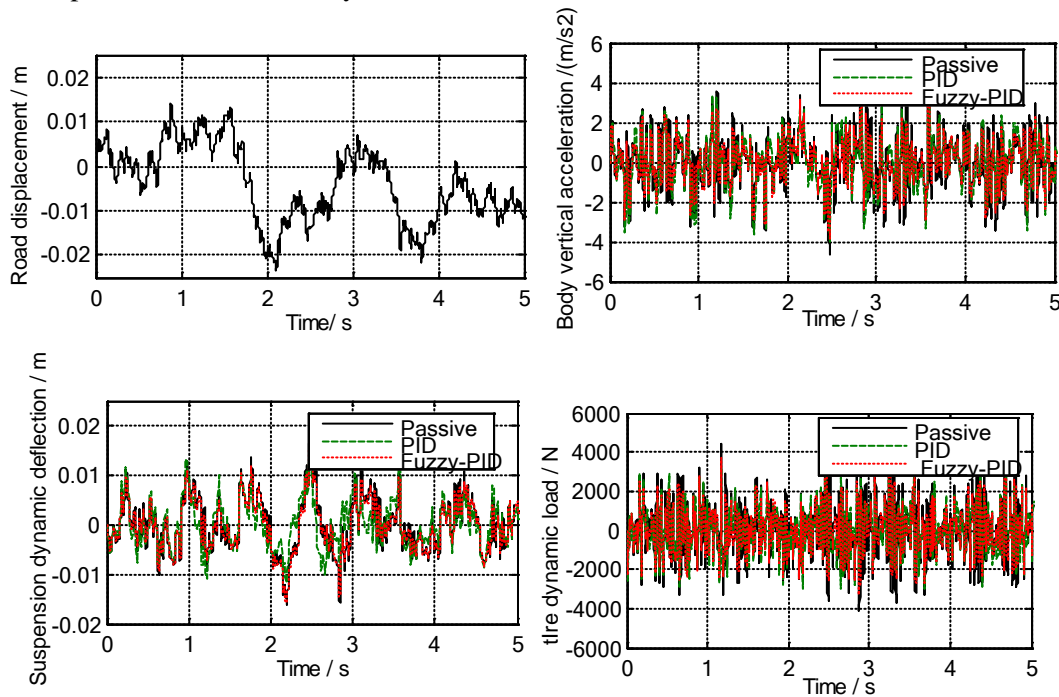 Road displacement / m
0.02
0.01
0
-0.01
-0.02
0 1 2 3 4 5
Time/ s
Body vertical acceleration /(m/s2)
6
4
2
0
-2
-4
-6
Passive
PID
Fuzzy-PID
0 1 2 3 4 5
Time / s
Suspension dynamic deflection / m
0.02
0.01
0
-0.01
-0.02
Passive
PID
Fuzzy-PID
0 1 2 3 4 5
Time / s
tIre dynamic load / N
6000
4000
2000
0
-2000
-4000
-6000
Passive
PID
Fuzzy-PID
0 1 2 3 4 5
Time / s